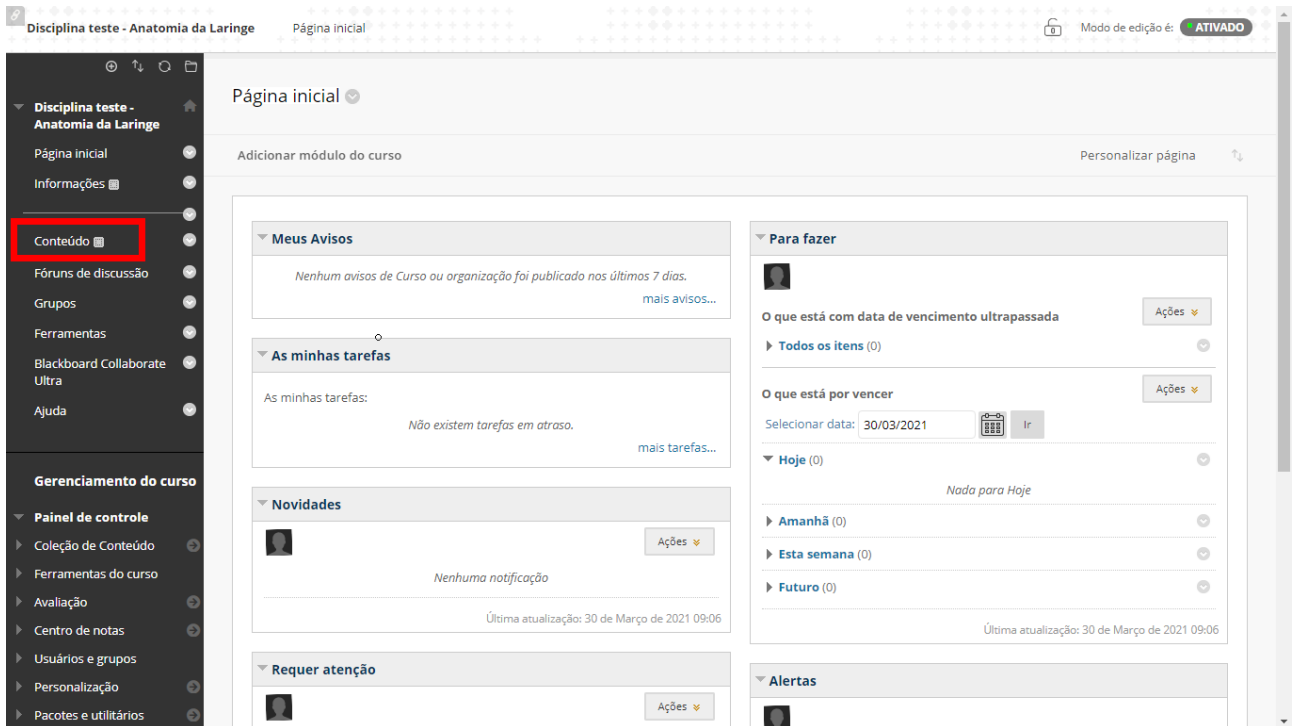 Disciplina teste - Anatomia da Laringe
Página inicial
Modo de edição é:
ATIVADO
Disciplina teste -
Anatomia da Laringe
Página inicial
Informações
Conteúdo
Fóruns de discussão
Grupos
Ferramentas
Blackboard Collaborate
Ultra
Ajuda
Gerenciamento do curso
Painel de controle
Coleção de Conteúdo
Ferramentas do curso
Avaliação
Centro de notas
Usuários e grupos
Personalização
Pacotes e utilitários
Página inicial
Adicionar módulo do curso
Personalizar página
Meus Avisos
Nenhum avisos de Curso ou organização foi publicado nos últimos 7 dias.
mais avisos...
As minhas tarefas
As minhas tarefas:
Não existem tarefas em atraso.
mais tarefas...
Novidades
Ações
Nenhuma notificação
Última atualização: 30 de Março de 2021 09:06
Requer atenção
Ações
Para fazer
Ações
O que está com data de vencimento ultrapassada
Todos os itens (0)
Ações
O que está por vencer
Selecionar data: 30/03/2021 Ir
Hoje (0)
Nada para Hoje
Amanhã (0)
Esta semana (0)
Futuro (0)
Última atualização: 30 de Março de 2021 09:06
Alertas